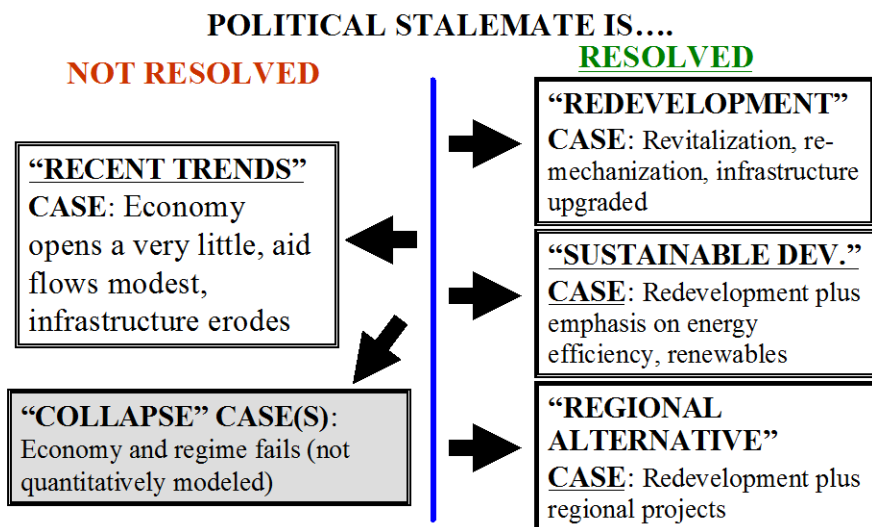 POLITICAL STALEMATE IS….
NOT RESOLVED
“RECENT TRENDS”
CASE: Economy
opens a very little, aid
flows modest,
infrastructure erodes
“COLLAPSE” CASE(S):
Economy and regime fails (not
quantitatively modeled)
RESOLVED
“REDEVELOPMENT”
CASE: Revitalization, re-
mechanization, infrastructure
upgraded
“SUSTAINABLE DEV.”
CASE: Redevelopment plus
emphasis on energy
efficiency, renewables
“REGIONAL
ALTERNATIVE”
CASE: Redevelopment plus
regional projects